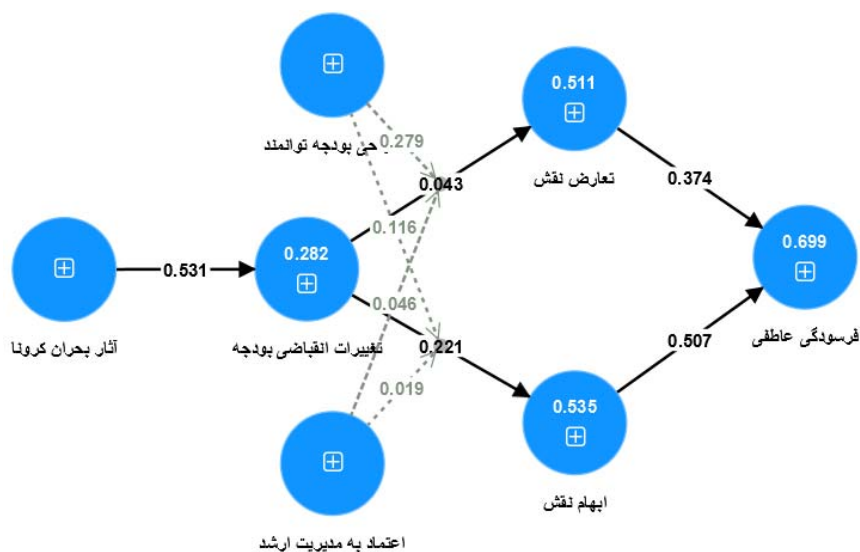 0.511
حی بودجه توانمند
0.279
تعارض نقش
0.043
0.374
0.116
0.531
0.282
0.699
آثار بحران کرونا
تغییرات انقباضی بودجه
0.046
0.221
فرسودگی عاطفی
0.019
0.507
0.535
ابهام نقش
اعتماد به مدیریت ارشد